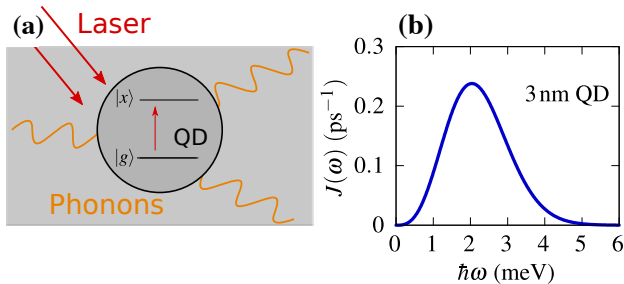 (a)
Laser
|x⟩
QD
|g⟩
Phonons
(b)
0.3
0.2
0.1
0
J(ω) (ps⁻¹)
3 nm QD
0 1 2 3 4 5 6
ℏω (meV)